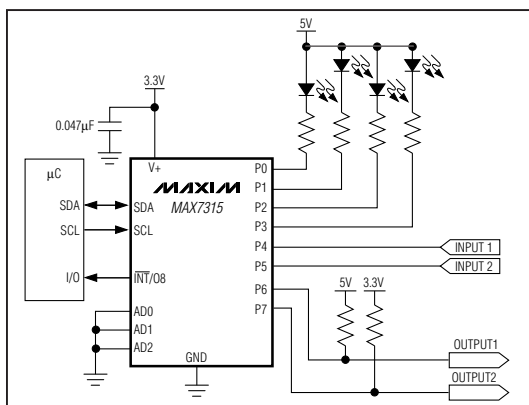 5V
3.3V
0.047µF
µC
V+
MAXIM
MAX7315
SDA
SDA
SCL
SCL
I/O
INT/O8
AD0
AD1
AD2
GND
P0
P1
P2
P3
P4
P5
P6
P7
INPUT 1
INPUT 2
5V
3.3V
OUTPUT1
OUTPUT2